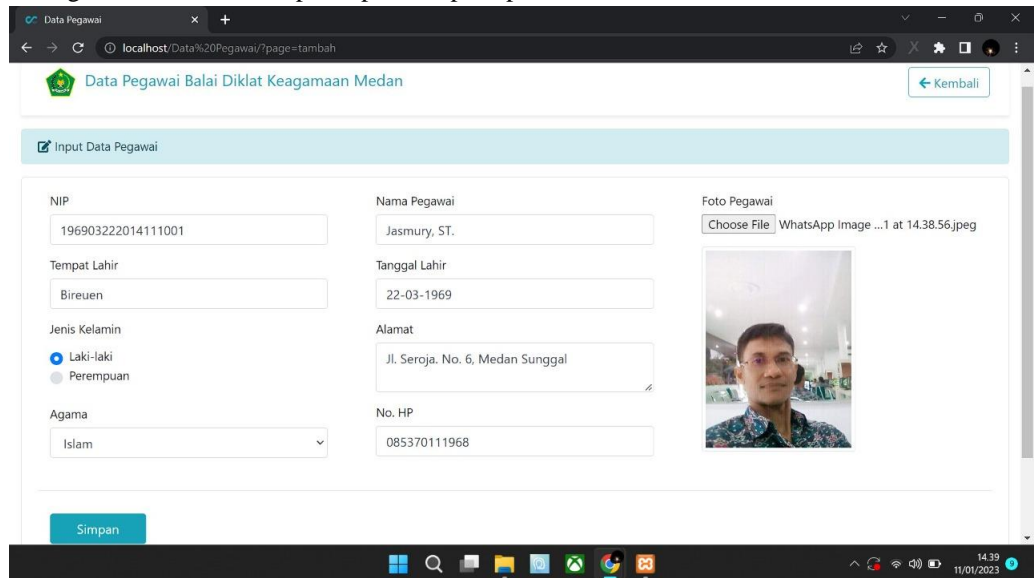 Data Pegawai
localhost/Data%20Pegawai/?page=tambah
Data Pegawai Balai Diklat Keagamaan Medan
Kembali
Input Data Pegawai
NIP
196903222014111001
Nama Pegawai
Jasmury, ST.
Foto Pegawai
Choose File WhatsApp Image ...1 at 14.38.56.jpeg
Tempat Lahir
Bireuen
Tanggal Lahir
22-03-1969
Jenis Kelamin
Laki-laki
Perempuan
Alamat
Jl. Seroja. No. 6, Medan Sunggal
Agama
Islam
No. HP
085370111968
Simpan
14.39
11/01/2023
9